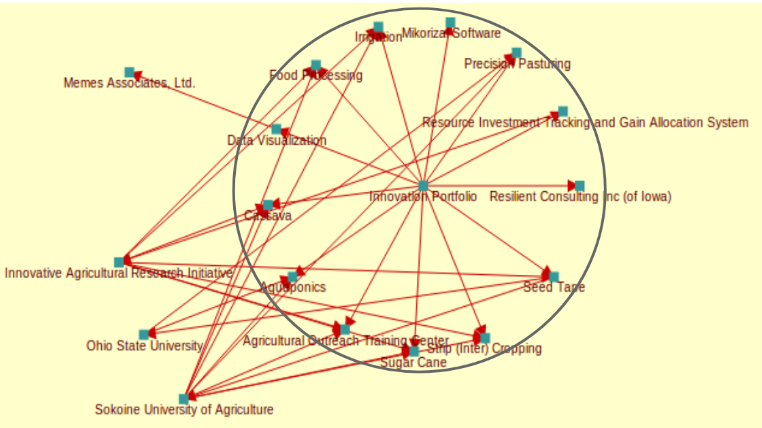 Irrigation
Mikorizal Software
Precision Pasturing
Food Processing
Memes Associates, Ltd.
Resource Investment Tracking and Gain Allocation System
Data Visualization
Innovation Portfolio
Resilient Consulting Inc (of Iowa)
Cassava
Innovative Agricultural Research Initiative
Aquaponics
Seed Tape
Ohio State University
Agricultural Outreach Training Center
Strip (Inter) Cropping
Sugar Cane
Sokoine University of Agriculture